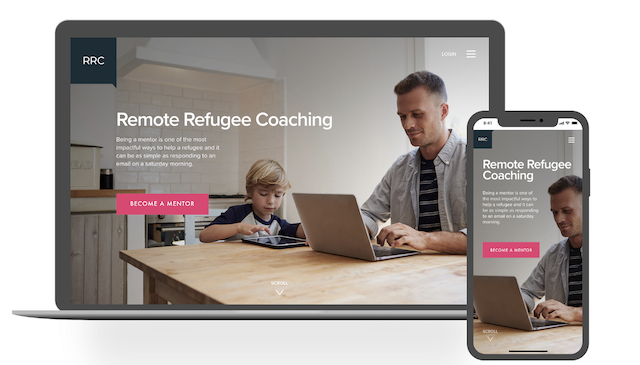 RRC
LOGIN
Remote Refugee Coaching
Being a mentor is one of the most
impactful ways to help a refugee and it
can be as simple as responding to an
email on a saturday morning.
BECOME A MENTOR
SCROLL
RRC
Remote Refugee
Coaching
Being a mentor is one of
the most impactful ways to
help a refugee and it can
be as simple as responding
to an email on a saturday
morning.
BECOME A MENTOR
SCROLL